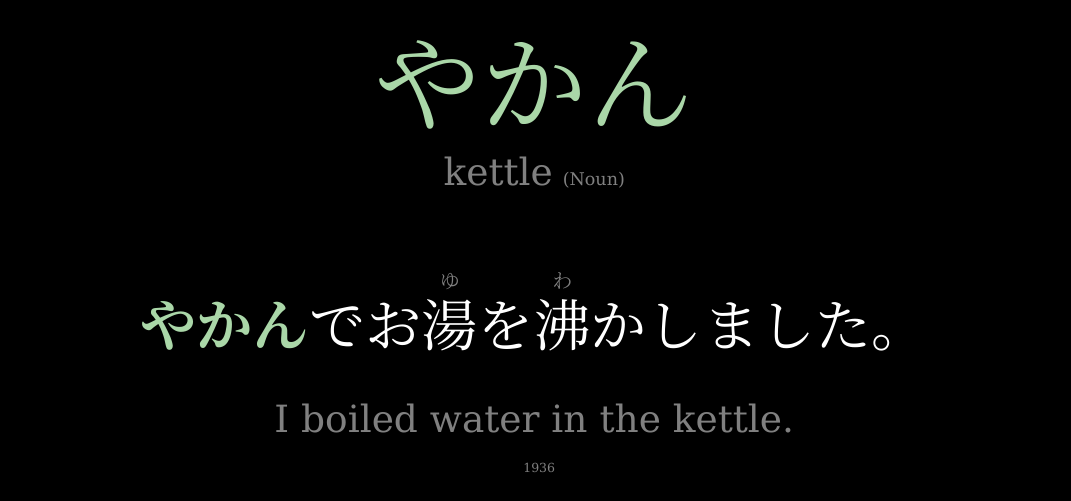 やかん
kettle (Noun)
ゆ わ
やかんでお湯を沸かしました。
I boiled water in the kettle.
1936